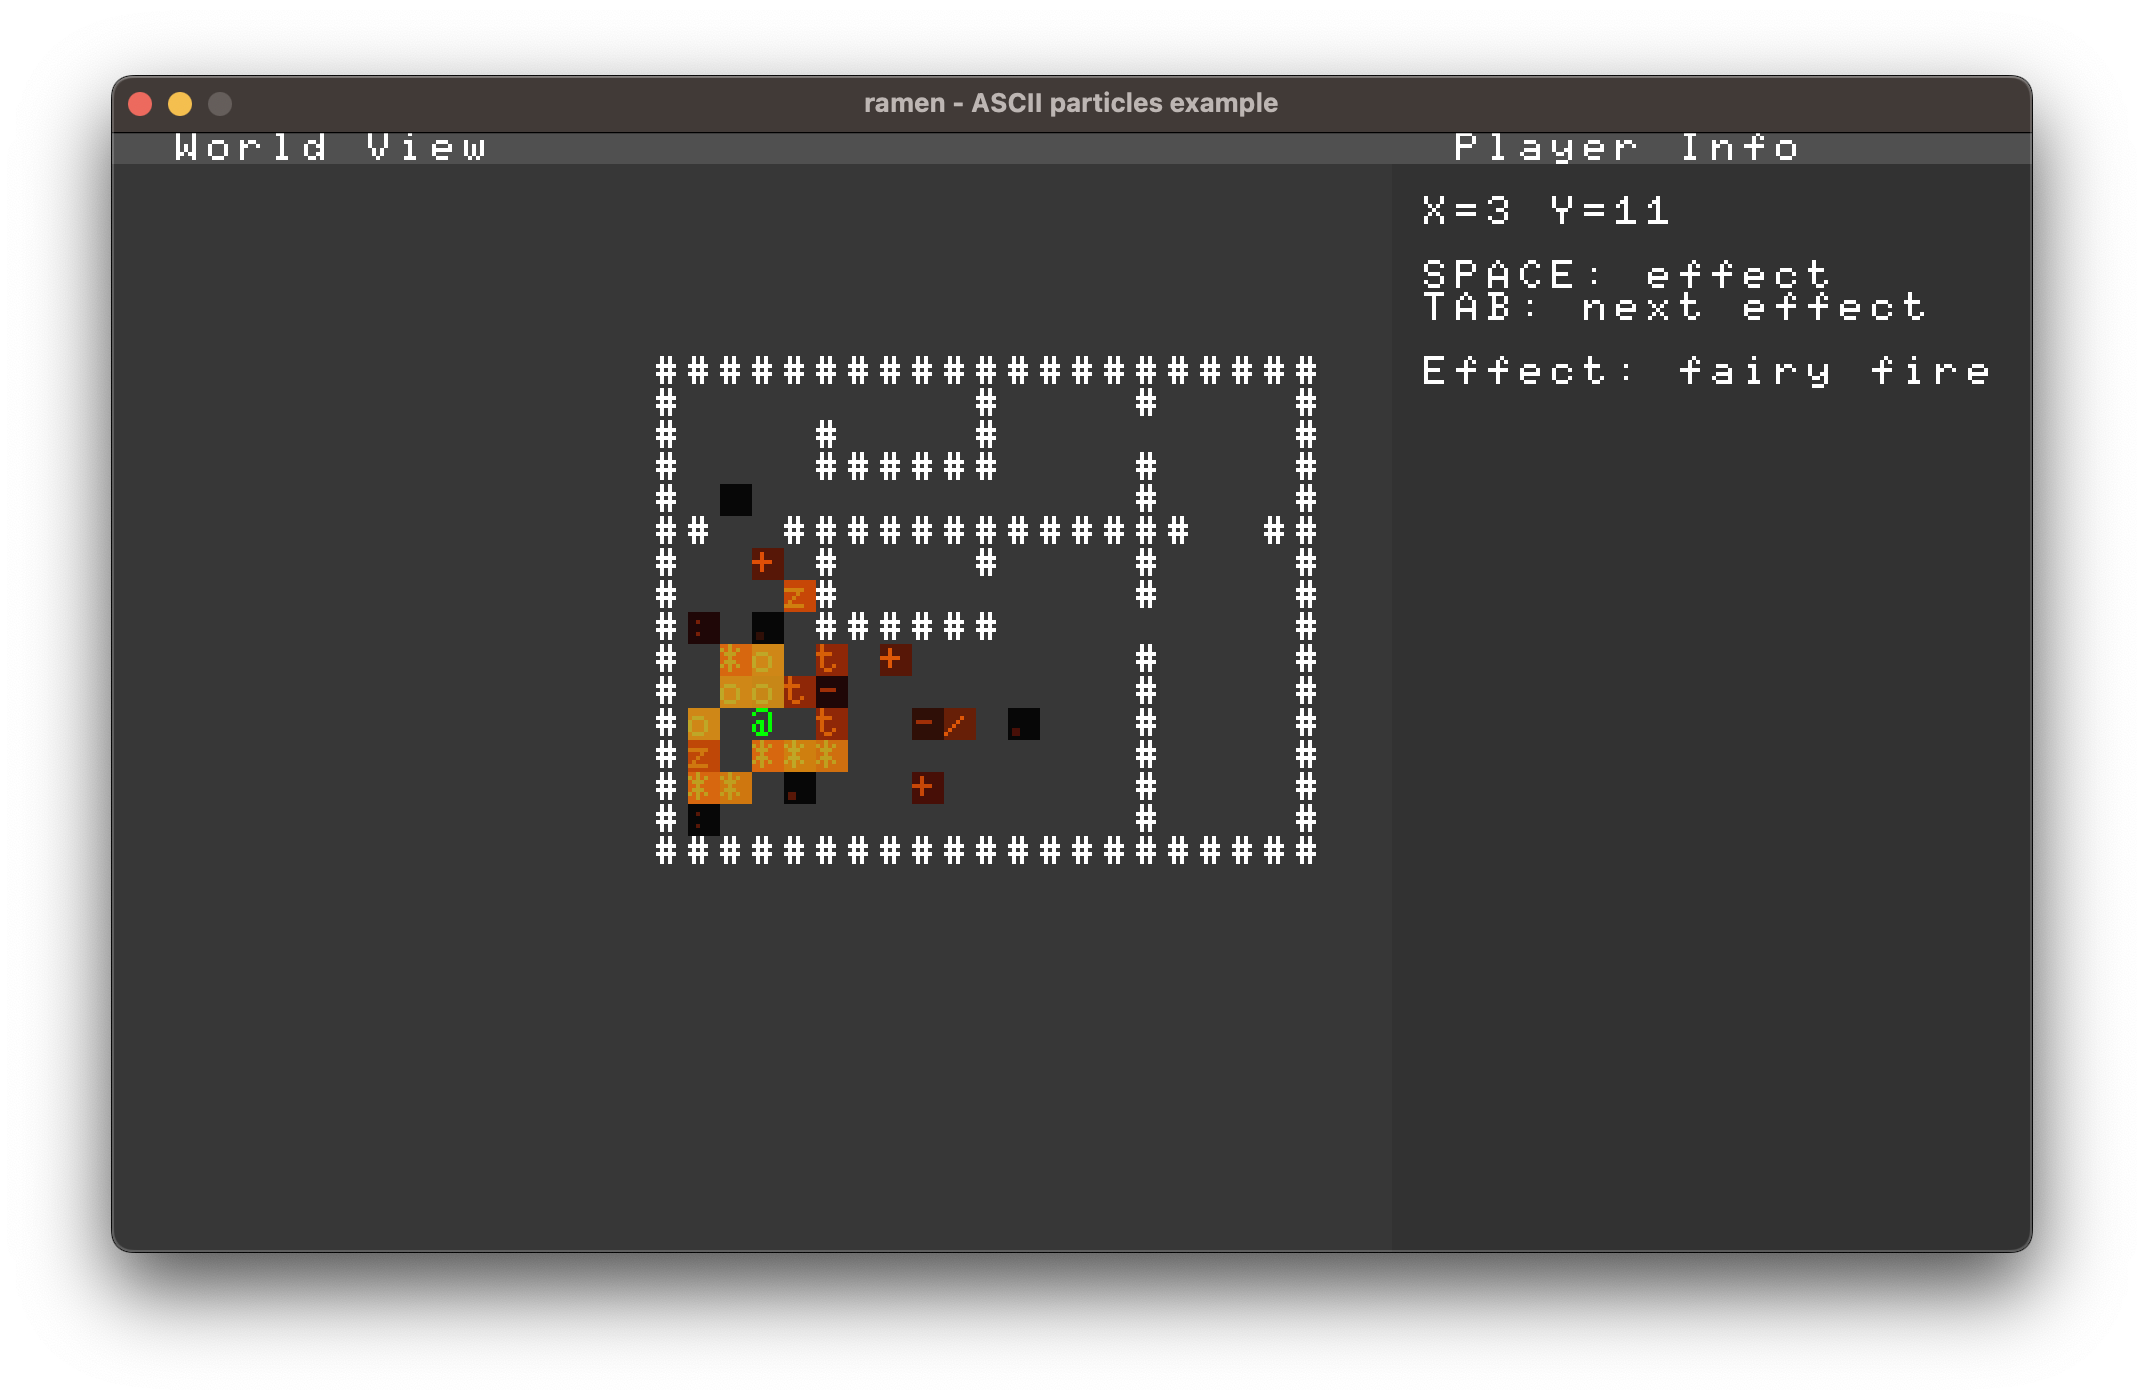 ramen - ASCII particles example
World View Player Info
X=3 Y=11
SPACE: effect
TAB: next effect
Effect: fairy fire
# # # # # # # # # # # # # # # # # # # # #
#                   #         #         #
#         #         #                   #
#         # # # # # #         #         #
#                             #         #
# #     # # # # # # # # # # # # #     # #
#     +   #         #         #         #
#       z #                   #         #
# :   .   # # # # # #                   #
#   * o   t   +               #         #
#   o o t -                   #         #
# o   @   t     - /   .       #         #
# z   * * *                   #         #
# * *   .       +             #         #
# :                           #         #
# # # # # # # # # # # # # # # # # # # # #